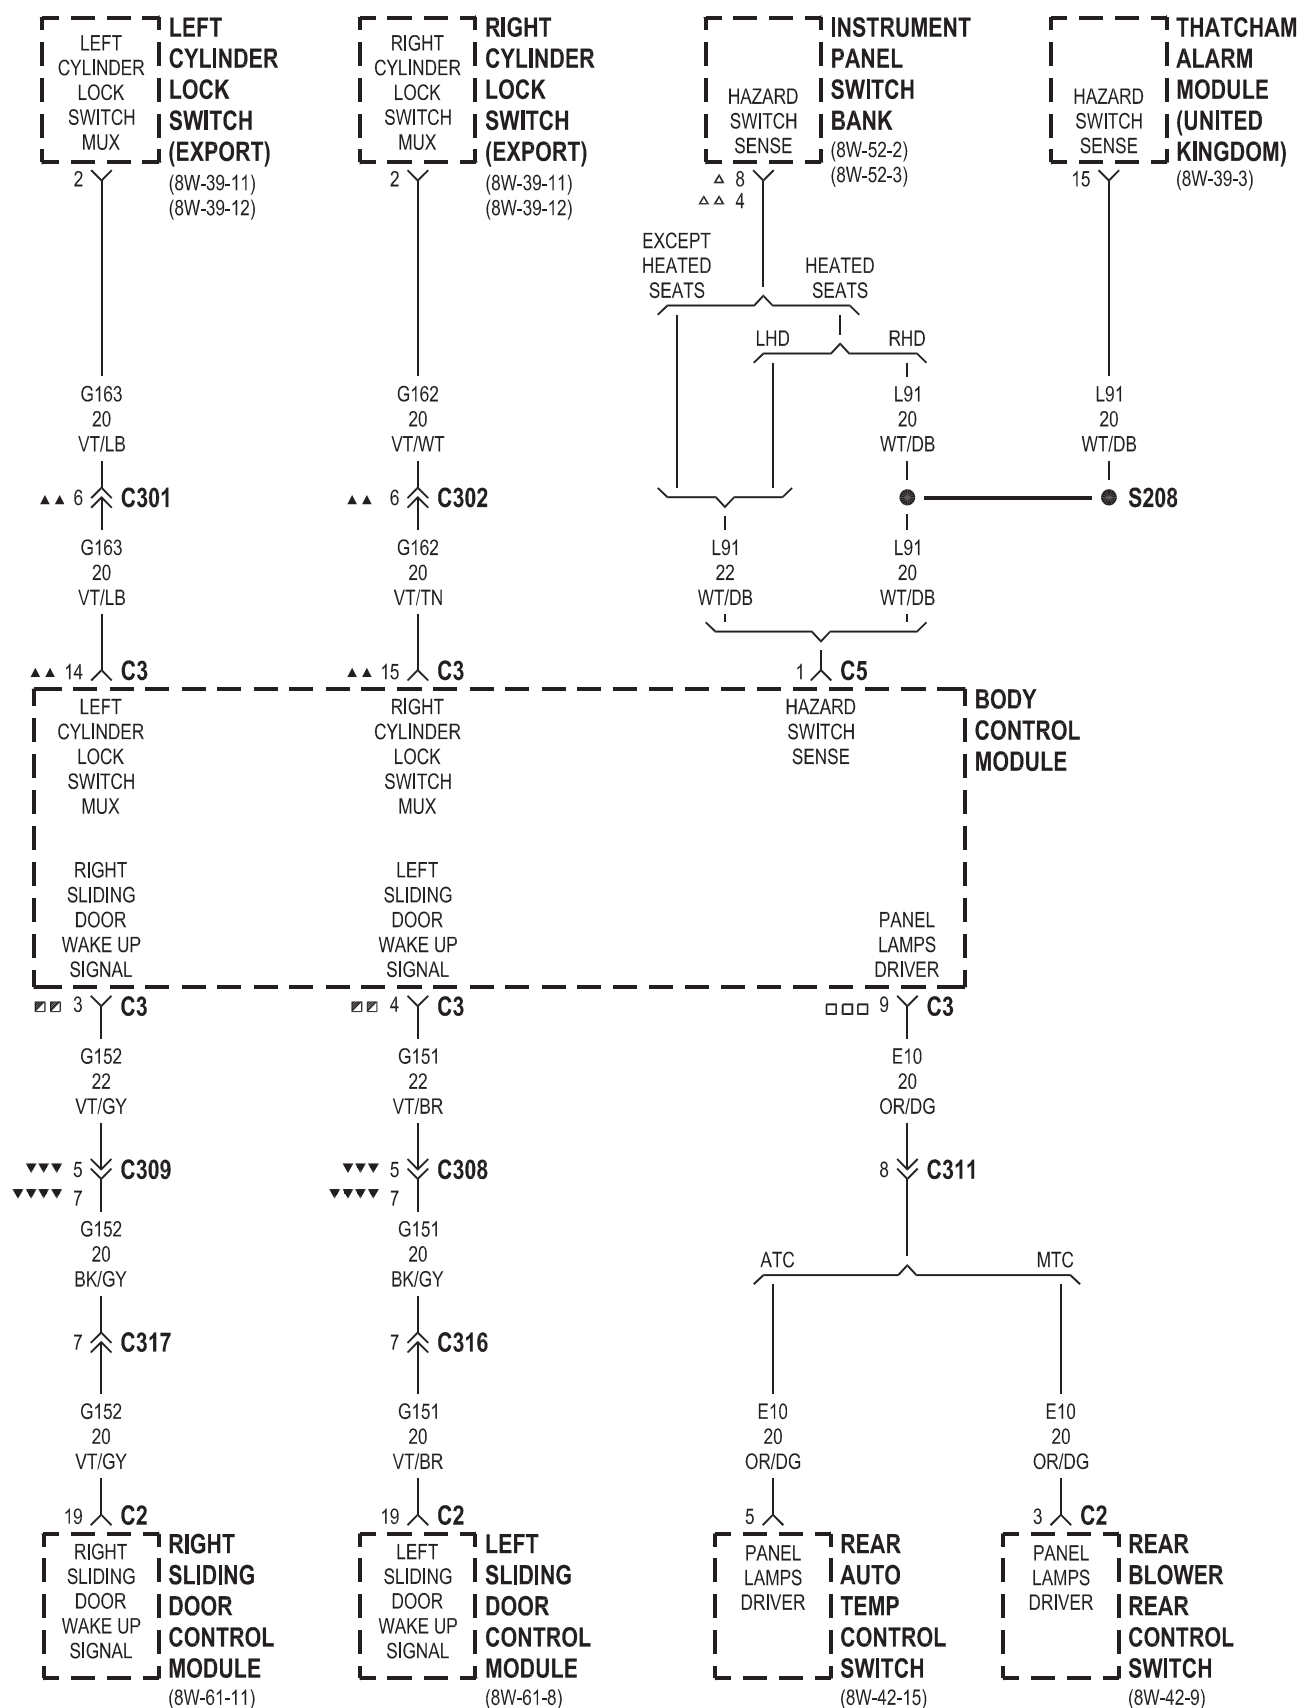 LEFT
CYLINDER
LOCK
SWITCH
MUX
LEFT
CYLINDER
LOCK
SWITCH
(EXPORT)
(8W-39-11)
(8W-39-12)
2
RIGHT
CYLINDER
LOCK
SWITCH
MUX
RIGHT
CYLINDER
LOCK
SWITCH
(EXPORT)
(8W-39-11)
(8W-39-12)
2
HAZARD
SWITCH
SENSE
INSTRUMENT
PANEL
SWITCH
BANK
(8W-52-2)
(8W-52-3)
8
4
HAZARD
SWITCH
SENSE
THATCHAM
ALARM
MODULE
(UNITED
KINGDOM)
(8W-39-3)
15
EXCEPT
HEATED
SEATS
HEATED
SEATS
LHD
RHD
G163
20
VT/LB
G162
20
VT/WT
L91
20
WT/DB
L91
20
WT/DB
6 C301
6 C302
S208
G163
20
VT/LB
G162
20
VT/TN
L91
22
WT/DB
L91
20
WT/DB
14 C3
15 C3
1 C5
LEFT
CYLINDER
LOCK
SWITCH
MUX
RIGHT
CYLINDER
LOCK
SWITCH
MUX
HAZARD
SWITCH
SENSE
BODY
CONTROL
MODULE
RIGHT
SLIDING
DOOR
WAKE UP
SIGNAL
LEFT
SLIDING
DOOR
WAKE UP
SIGNAL
PANEL
LAMPS
DRIVER
3 C3
4 C3
9 C3
G152
22
VT/GY
G151
22
VT/BR
E10
20
OR/DG
5 C309
7
5 C308
7
8 C311
G152
20
BK/GY
G151
20
BK/GY
ATC
MTC
7 C317
7 C316
G152
20
VT/GY
G151
20
VT/BR
E10
20
OR/DG
E10
20
OR/DG
19 C2
19 C2
5
3 C2
RIGHT
SLIDING
DOOR
WAKE UP
SIGNAL
RIGHT
SLIDING
DOOR
CONTROL
MODULE
(8W-61-11)
LEFT
SLIDING
DOOR
WAKE UP
SIGNAL
LEFT
SLIDING
DOOR
CONTROL
MODULE
(8W-61-8)
PANEL
LAMPS
DRIVER
REAR
AUTO
TEMP
CONTROL
SWITCH
(8W-42-15)
PANEL
LAMPS
DRIVER
REAR
BLOWER
REAR
CONTROL
SWITCH
(8W-42-9)